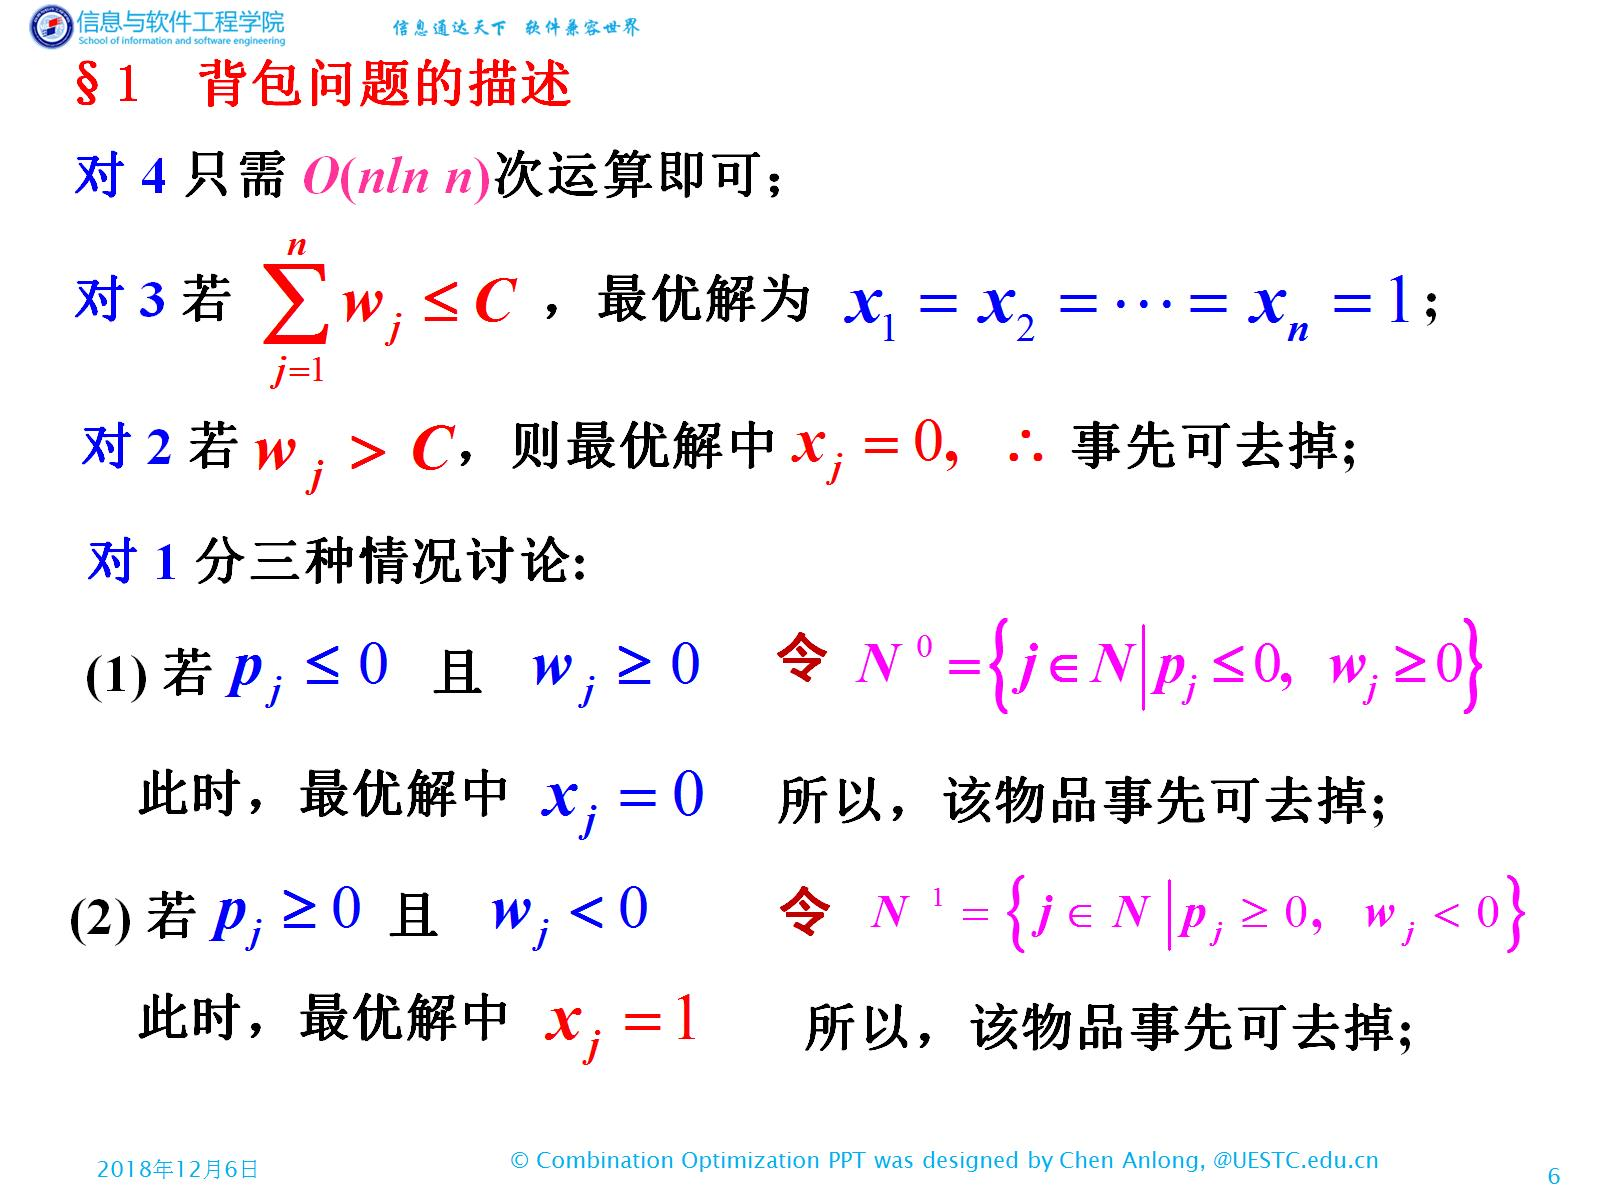 信息与软件工程学院 信息通达天下 软件兼容世界
School of information and software engineering
§1 背包问题的描述
对 4 只需 O(nln n)次运算即可；
对 3 若 ∑_{j=1}^{n} w_j ≤ C ，最优解为 x_1 = x_2 = ⋯ = x_n = 1；
对 2 若 w_j > C，则最优解中 x_j = 0, ∴ 事先可去掉；
对 1 分三种情况讨论：
(1) 若 p_j ≤ 0 且 w_j ≥ 0 令 N^0 = {j∈N | p_j ≤ 0, w_j ≥ 0}
此时，最优解中 x_j = 0 所以，该物品事先可去掉；
(2) 若 p_j ≥ 0 且 w_j < 0 令 N^1 = {j ∈ N | p_j ≥ 0, w_j < 0}
此时，最优解中 x_j = 1 所以，该物品事先可去掉；
2018年12月6日 © Combination Optimization PPT was designed by Chen Anlong, @UESTC.edu.cn 6